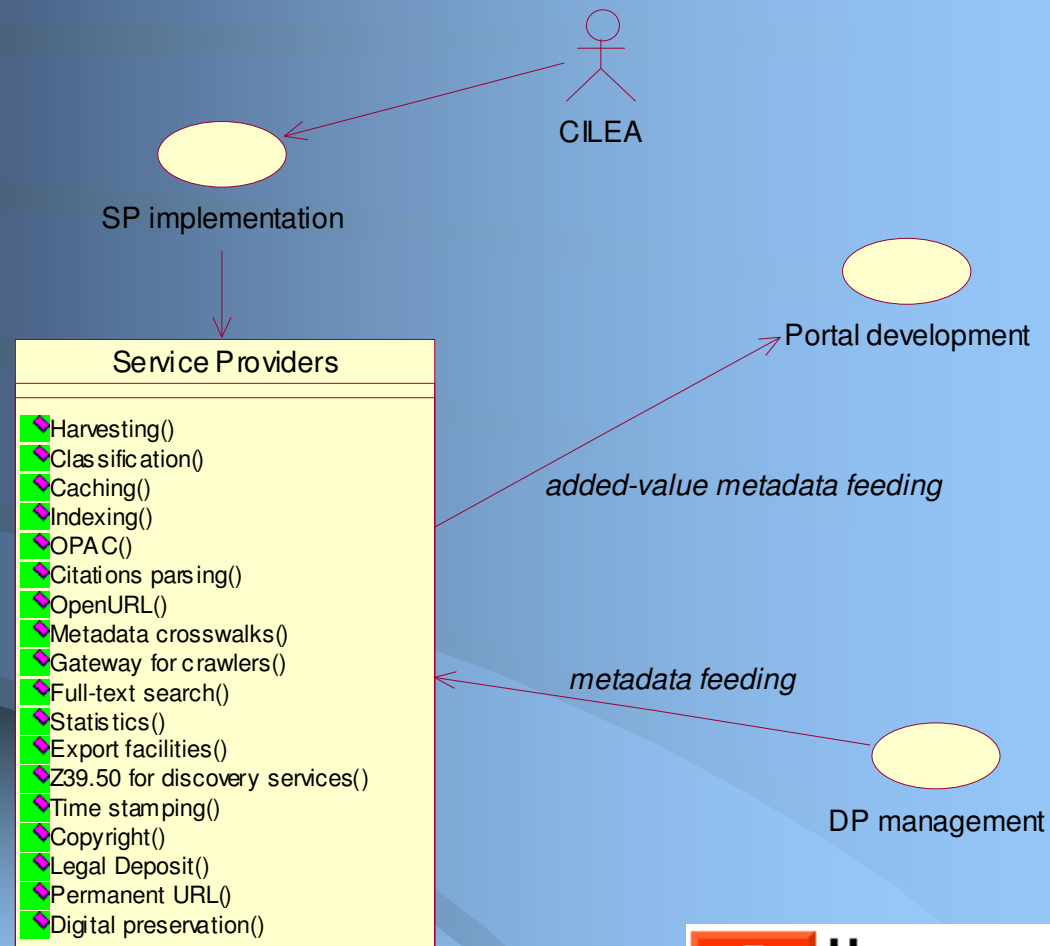 CILEA
SP implementation
Portal development
Service Providers
Harvesting()
Classification()
Caching()
Indexing()
OPAC()
Citations parsing()
OpenURL()
Metadata crosswalks()
Gateway for crawlers()
Full-text search()
Statistics()
Export facilities()
Z39.50 for discovery services()
Time stamping()
Copyright()
Legal Deposit()
Permanent URL()
Digital preservation()
added-value metadata feeding
metadata feeding
DP management